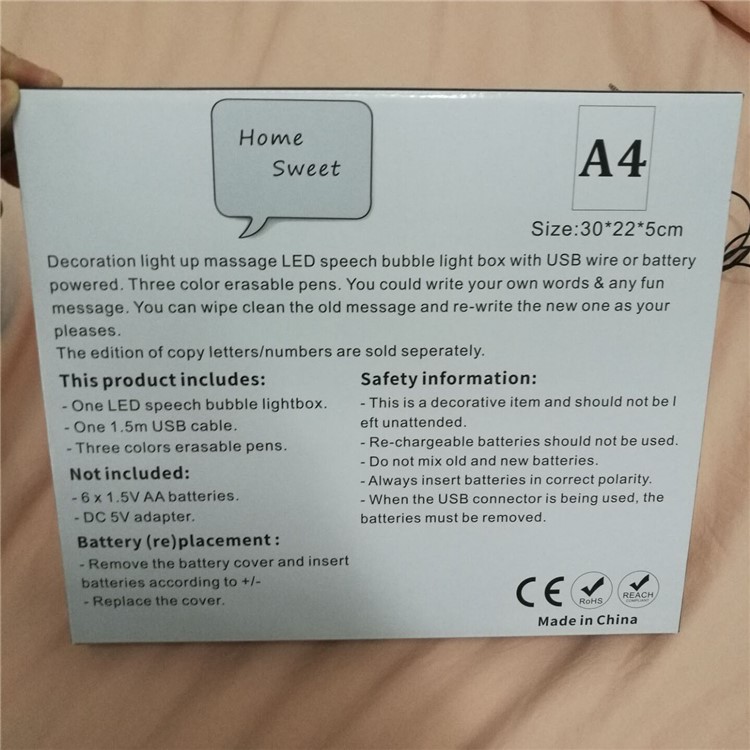 Home
Sweet
A4
Size:30*22*5cm
Decoration light up massage LED speech bubble light box with USB wire or battery
powered. Three color erasable pens. You could write your own words & any fun
message. You can wipe clean the old message and re-write the new one as your
pleases.
The edition of copy letters/numbers are sold seperately.
This product includes:
- One LED speech bubble lightbox.
- One 1.5m USB cable.
- Three colors erasable pens.
Not included:
- 6 x 1.5V AA batteries.
- DC 5V adapter.
Battery (re)placement :
- Remove the battery cover and insert
batteries according to +/-
- Replace the cover.
Safety information:
- This is a decorative item and should not be l
eft unattended.
- Re-chargeable batteries should not be used.
- Do not mix old and new batteries.
- Always insert batteries in correct polarity.
- When the USB connector is being used, the
batteries must be removed.
CE
RoHS
REACH
COMPLIANT
Made in China